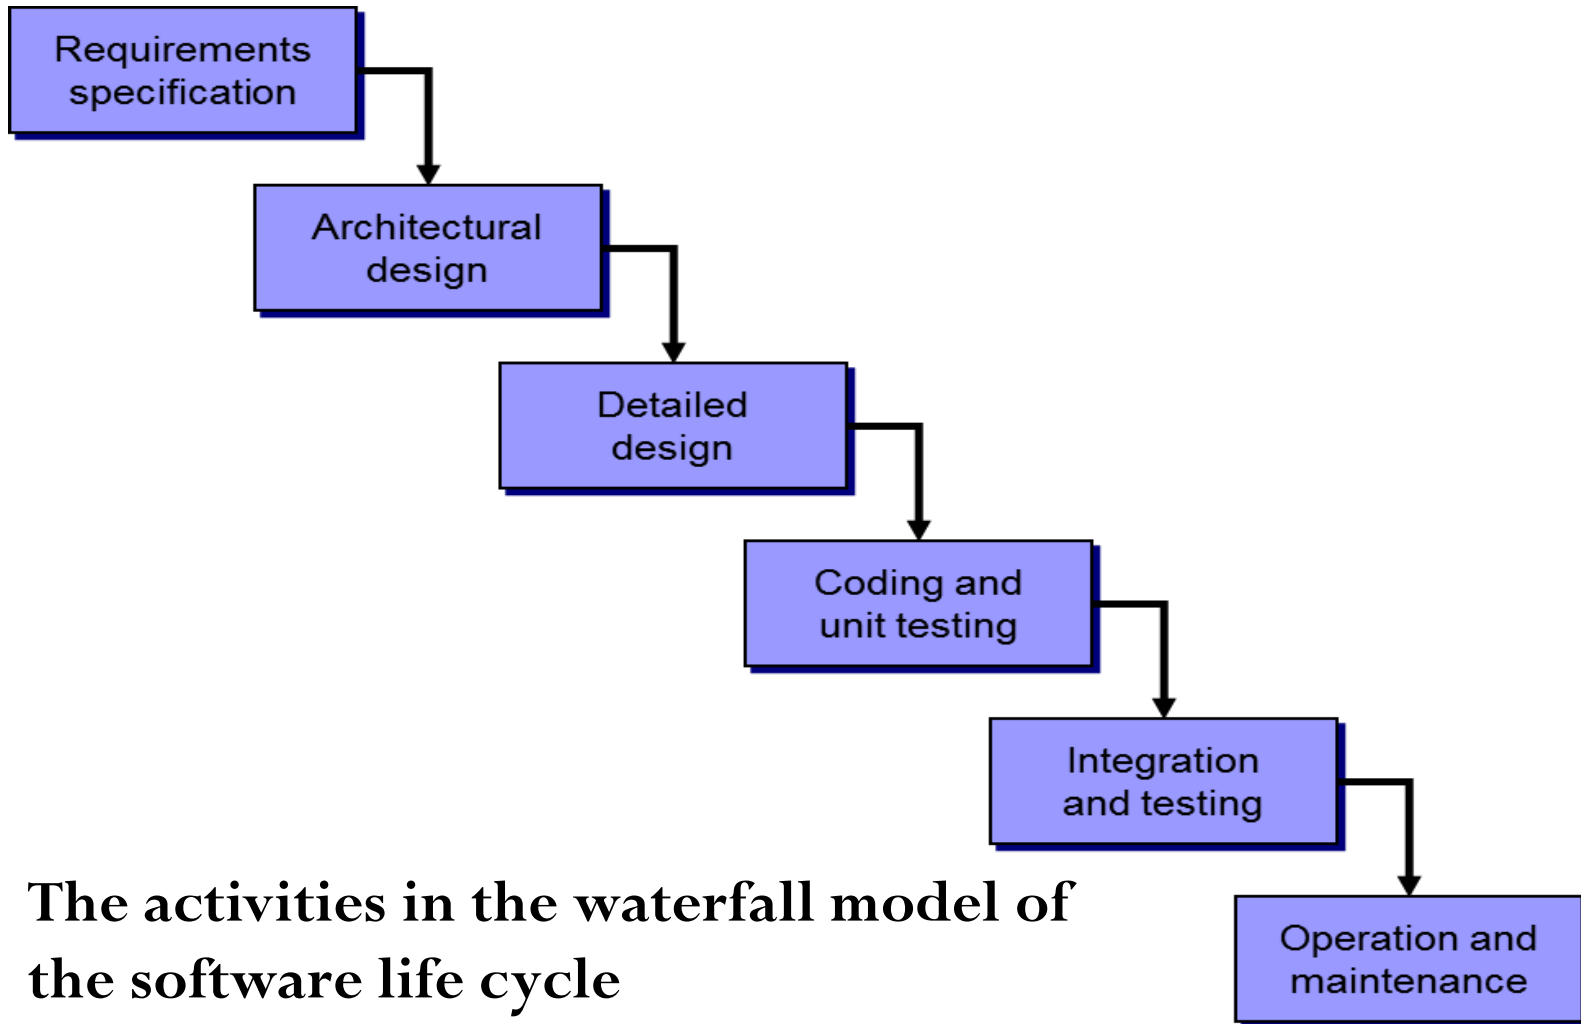 Requirements
specification
Architectural
design
Detailed
design
Coding and
unit testing
Integration
and testing
Operation and
maintenance
The activities in the waterfall model of
the software life cycle